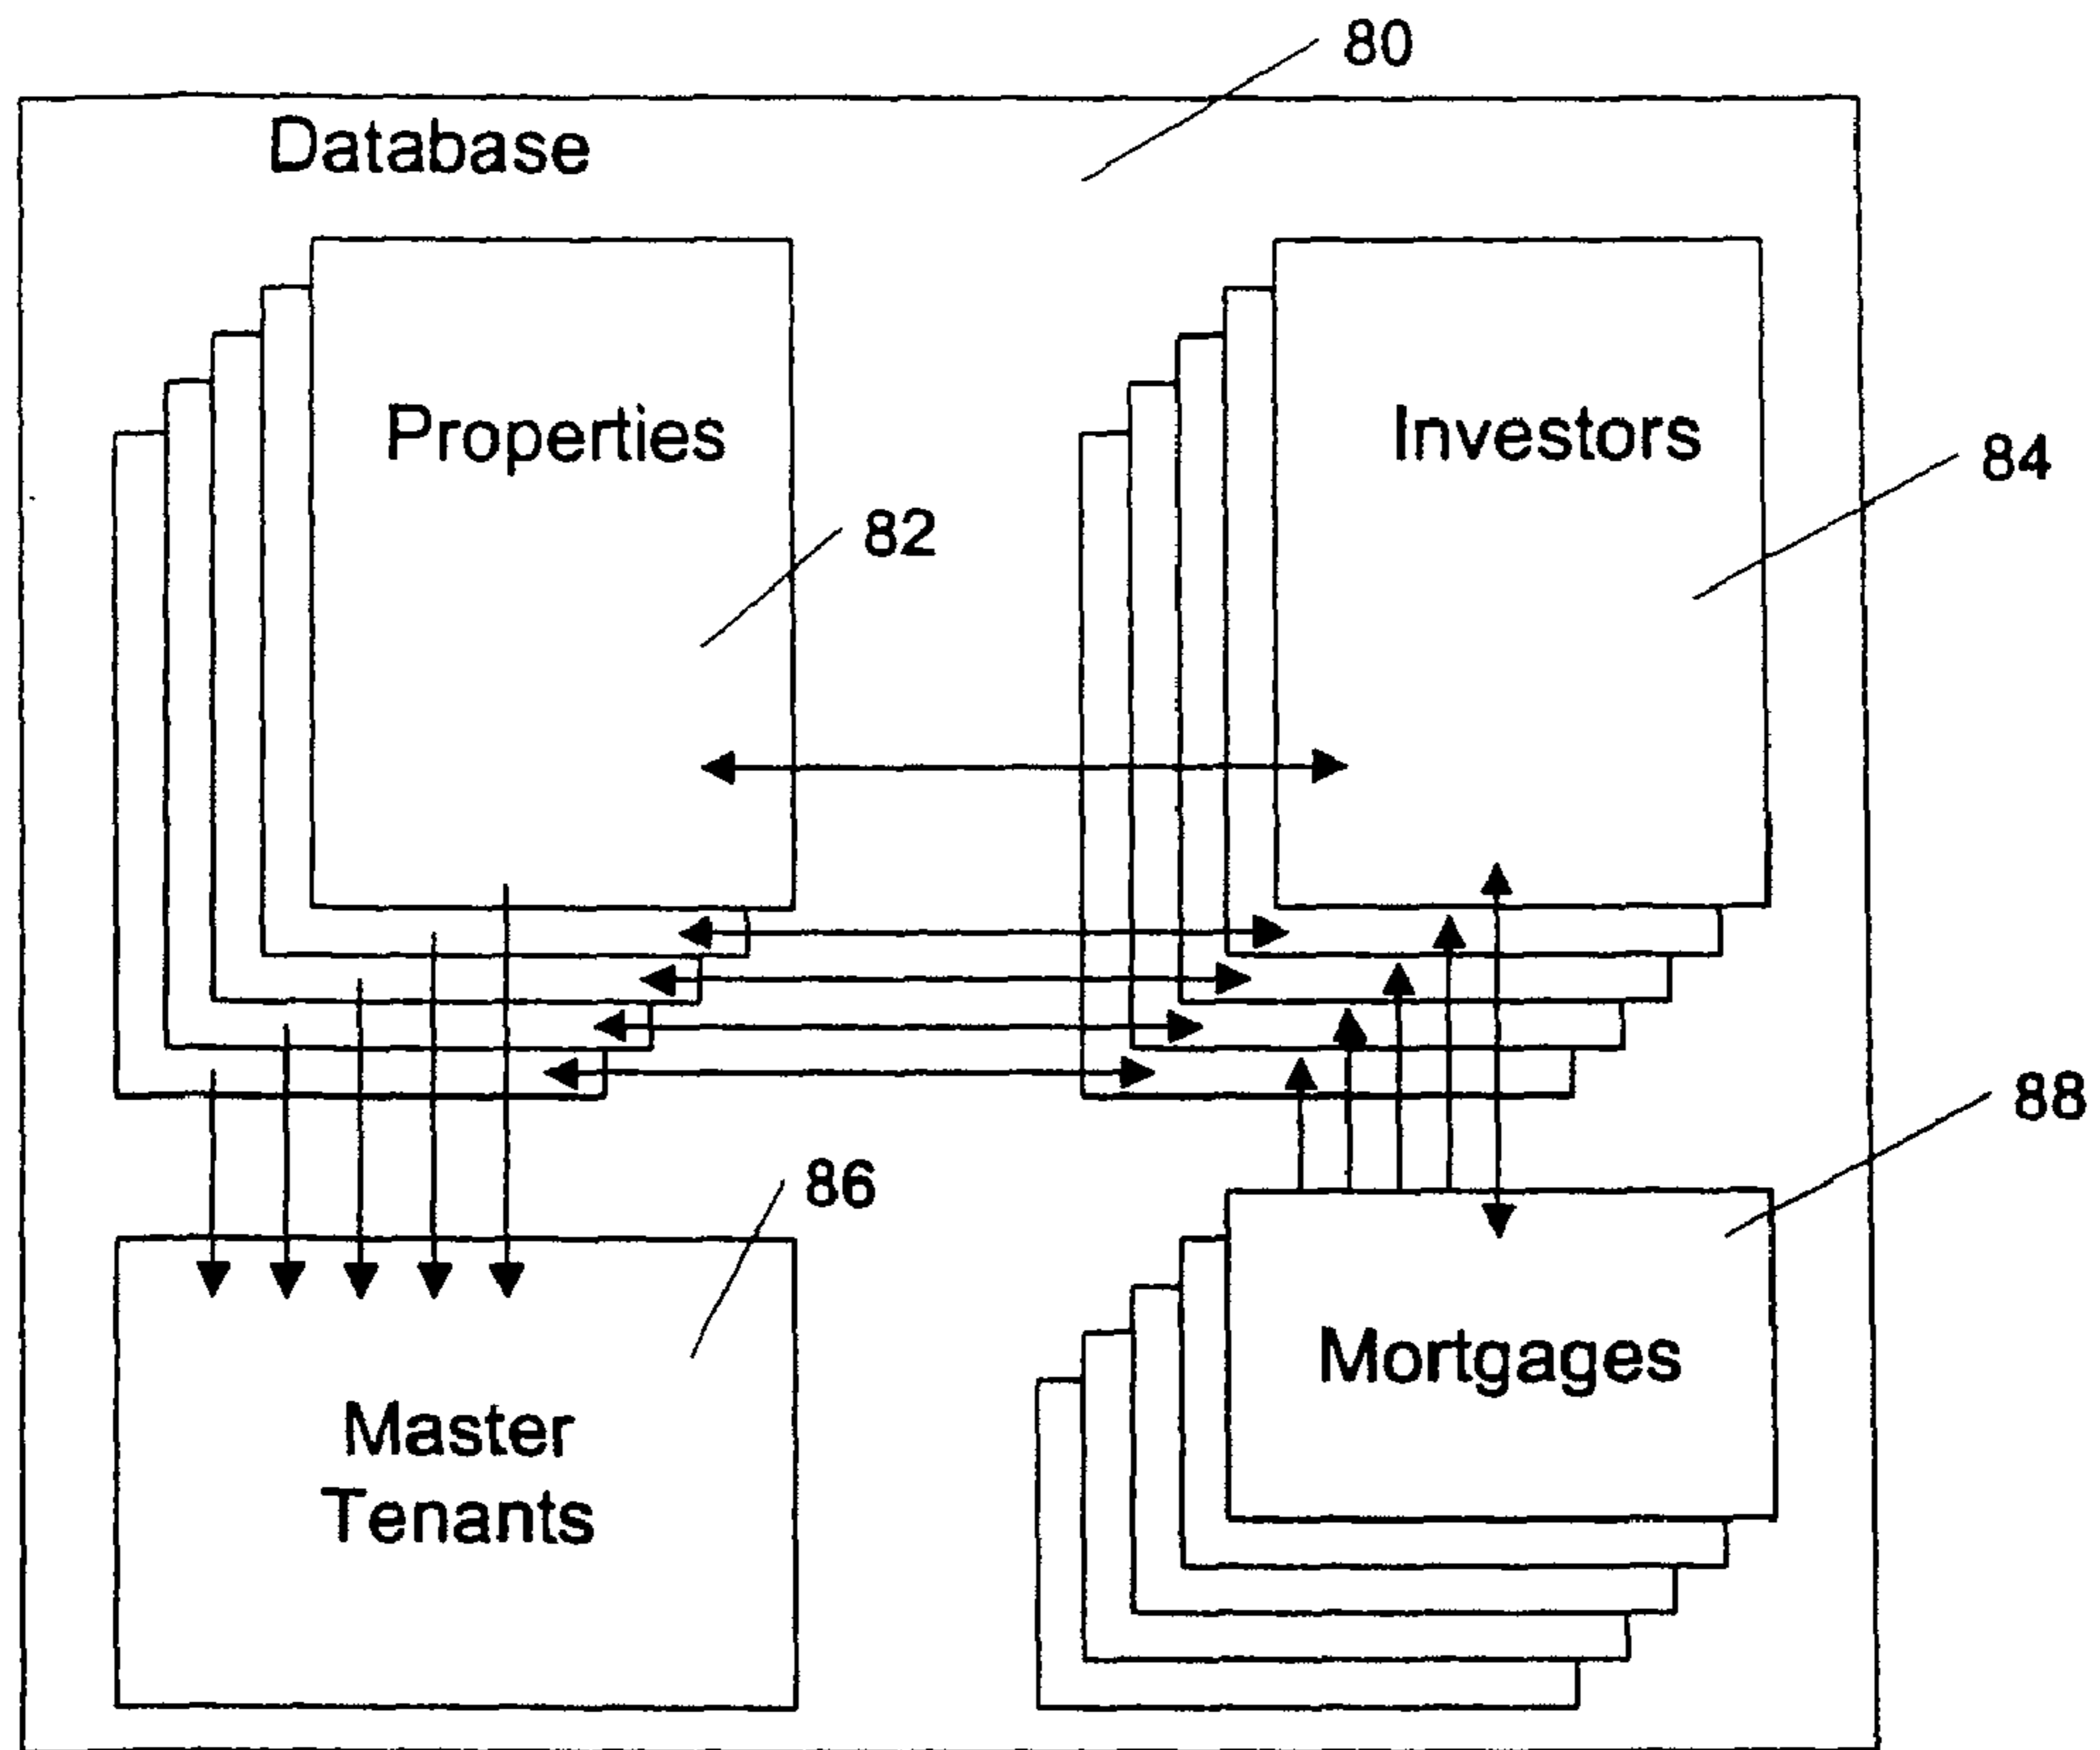 80
Database
Properties
Investors
84
82
88
86
Mortgages
Master
Tenants